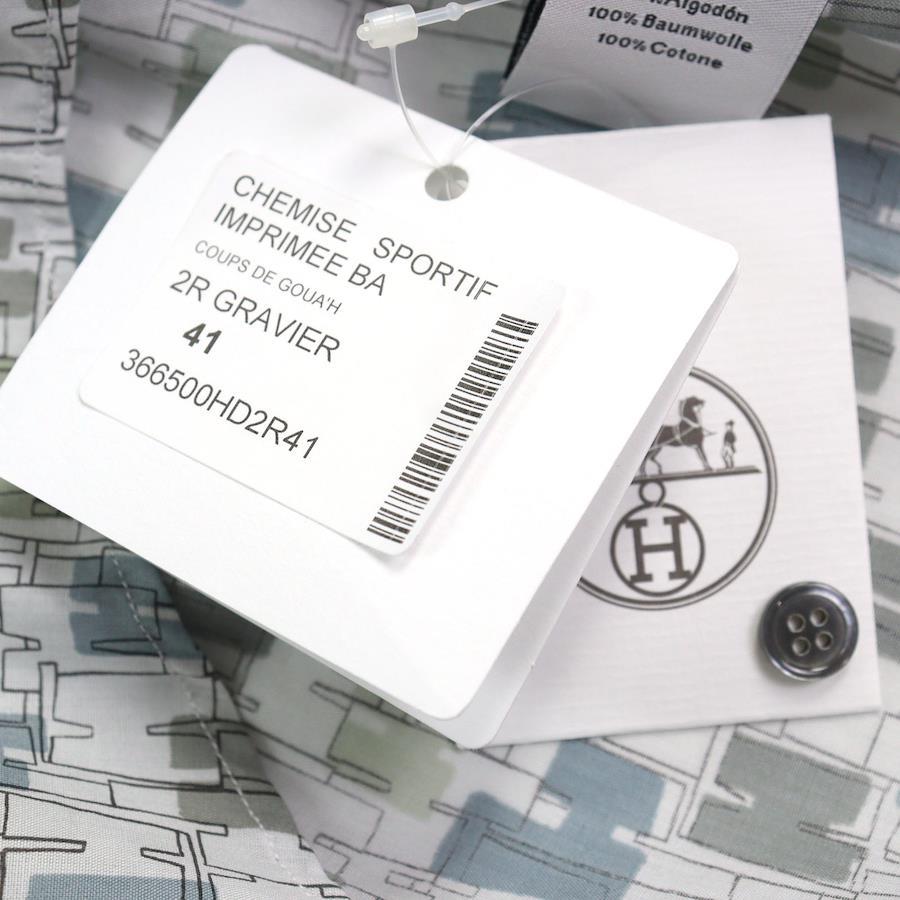 Algodón
100% Baumwolle
100% Cotone
CHEMISE SPORTIF
IMPRIMEE BA
COUPS DE GOUA'H
2R GRAVIER
41
366500HD2R41
H